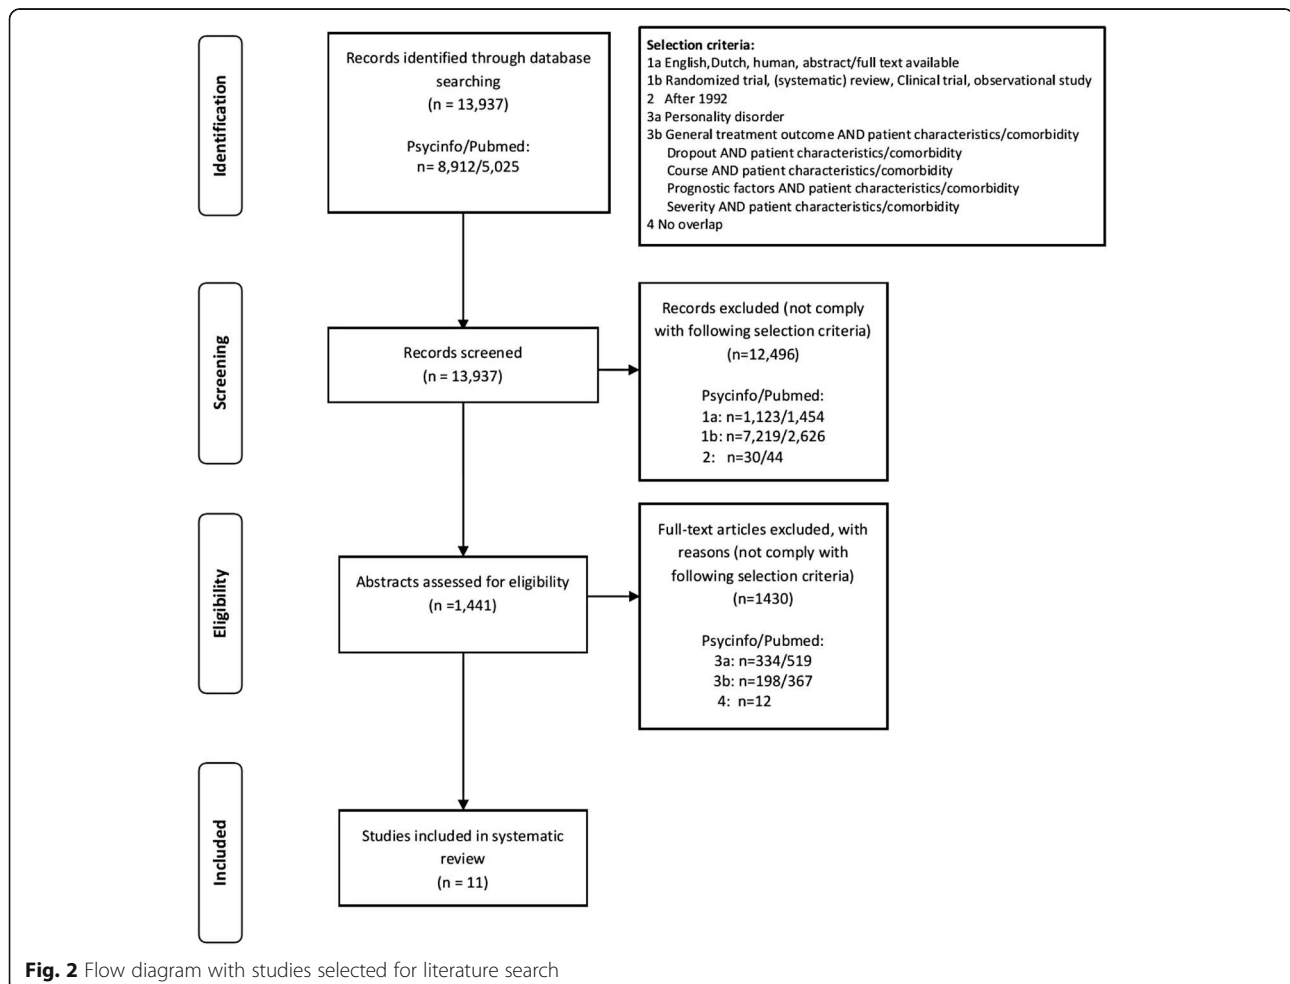 Identification
Records identified through database
searching
(n = 13,937)
Psycinfo/Pubmed:
n= 8,912/5,025
Selection criteria:
1a English,Dutch, human, abstract/full text available
1b Randomized trial, (systematic) review, Clinical trial, observational study
2 After 1992
3a Personality disorder
3b General treatment outcome AND patient characteristics/comorbidity
Dropout AND patient characteristics/comorbidity
Course AND patient characteristics/comorbidity
Prognostic factors AND patient characteristics/comorbidity
Severity AND patient characteristics/comorbidity
4 No overlap
Screening
Records screened
(n = 13,937)
Records excluded (not comply
with following selection criteria)
(n=12,496)
Psycinfo/Pubmed:
1a: n=1,123/1,454
1b: n=7,219/2,626
2: n=30/44
Eligibility
Abstracts assessed for eligibility
(n =1,441)
Full-text articles excluded, with
reasons (not comply with
following selection criteria)
(n=1430)
Psycinfo/Pubmed:
3a: n=334/519
3b: n=198/367
4: n=12
Included
Studies included in systematic
review
(n = 11)
Fig. 2 Flow diagram with studies selected for literature search